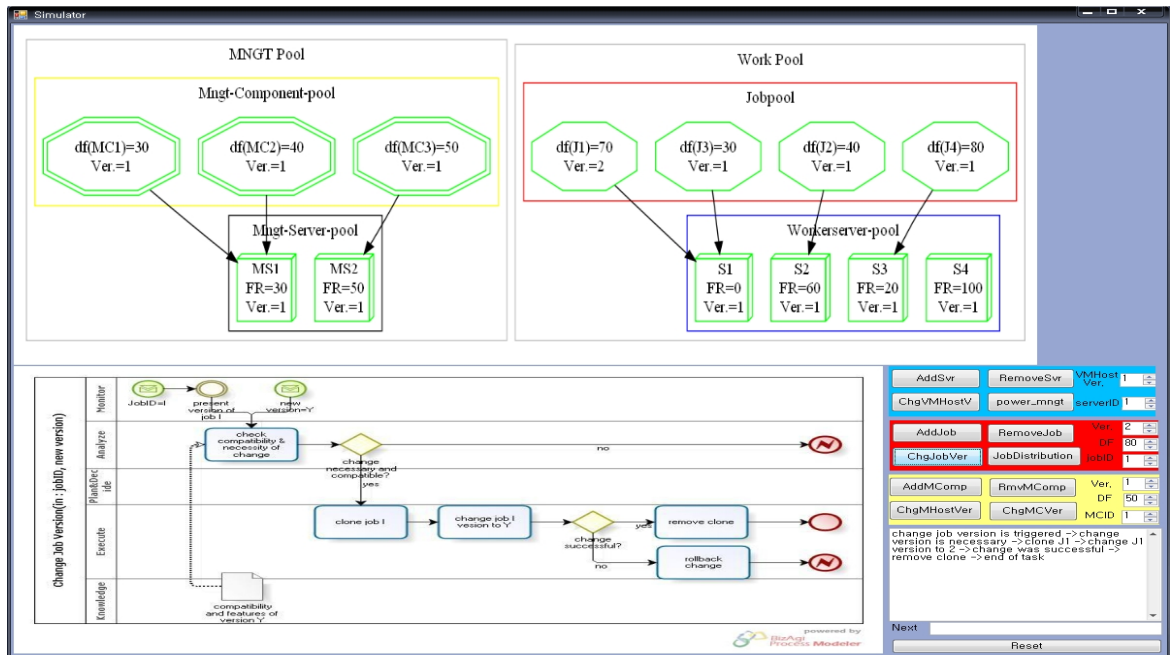 Simulator
MNGT Pool
Mngt-Component-pool
df(MC1)=30
Ver.=1
df(MC2)=40
Ver.=1
df(MC3)=50
Ver.=1
Mngt-Server-pool
MS1
FR=30
Ver.=1
MS2
FR=50
Ver.=1
Work Pool
Jobpool
df(J1)=70
Ver.=2
df(J3)=30
Ver.=1
df(J2)=40
Ver.=1
df(J4)=80
Ver.=1
Workerserver-pool
S1
FR=0
Ver.=1
S2
FR=60
Ver.=1
S3
FR=20
Ver.=1
S4
FR=100
Ver.=1
Change Job Version(in : jobID, new version)
Monitor
JobID=I
present
version of
job I
new
version='Y'
Analyze
check
compatibility &
necessity of
change
change
necessary and
compatible?
no
yes
Plan&Dec
ide
Execute
clone job I
change job I
vesion to 'Y'
change
successful?
yes
remove clone
no
rollback
change
Knowledge
compatibility
and features of
version 'Y'
powered by
BizAgi
Process Modeler
AddSvr
RemoveSvr
VMHost
Ver,
1
ChgVMHostV
power_mngt
serverID
1
AddJob
RemoveJob
Ver.
2
DF
80
ChgJobVer
JobDistribution
jobID
1
AddMComp
RmvMComp
Ver,
1
DF
50
ChgMHostVer
ChgMCVer
MCID
1
change job version is triggered ->change
version is necessary ->clone J1 ->change J1
version to 2 ->change was successful ->
remove clone ->end of task
Next
Reset